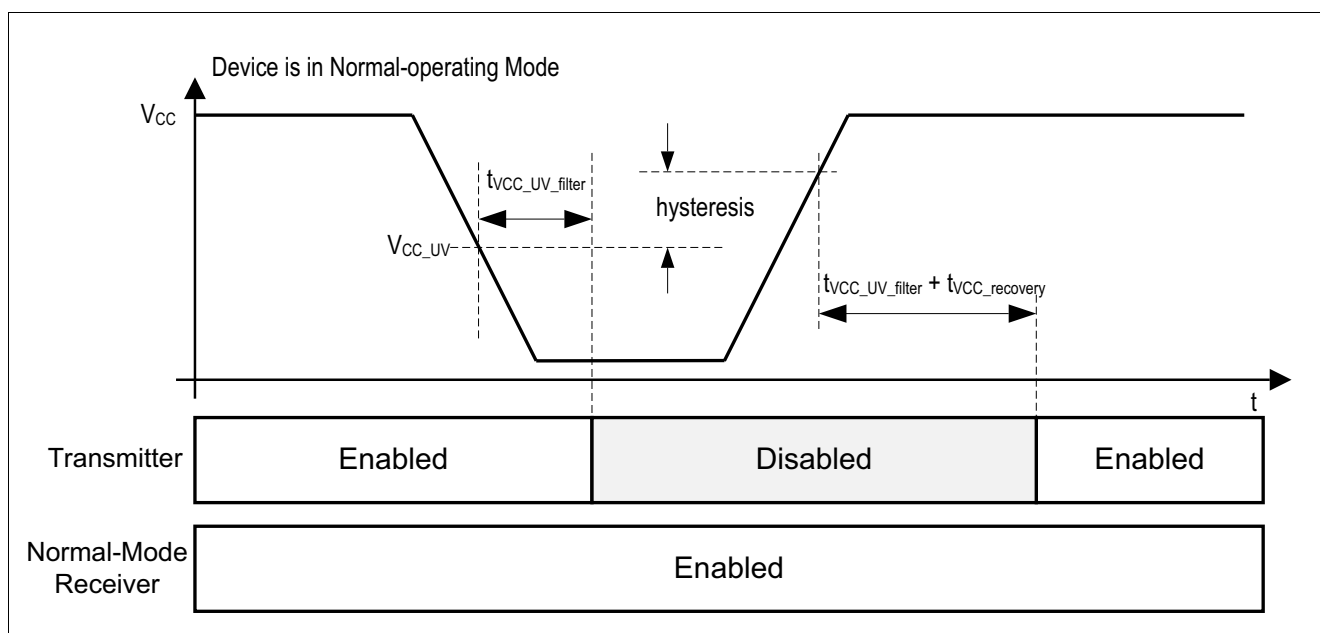 Device is in Normal-operating Mode
VCC
tVCC_UV_filter
hysteresis
VCC_UV
tVCC_UV_filter + tVCC_recovery
t
Transmitter
Enabled
Disabled
Enabled
Normal-Mode
Receiver
Enabled